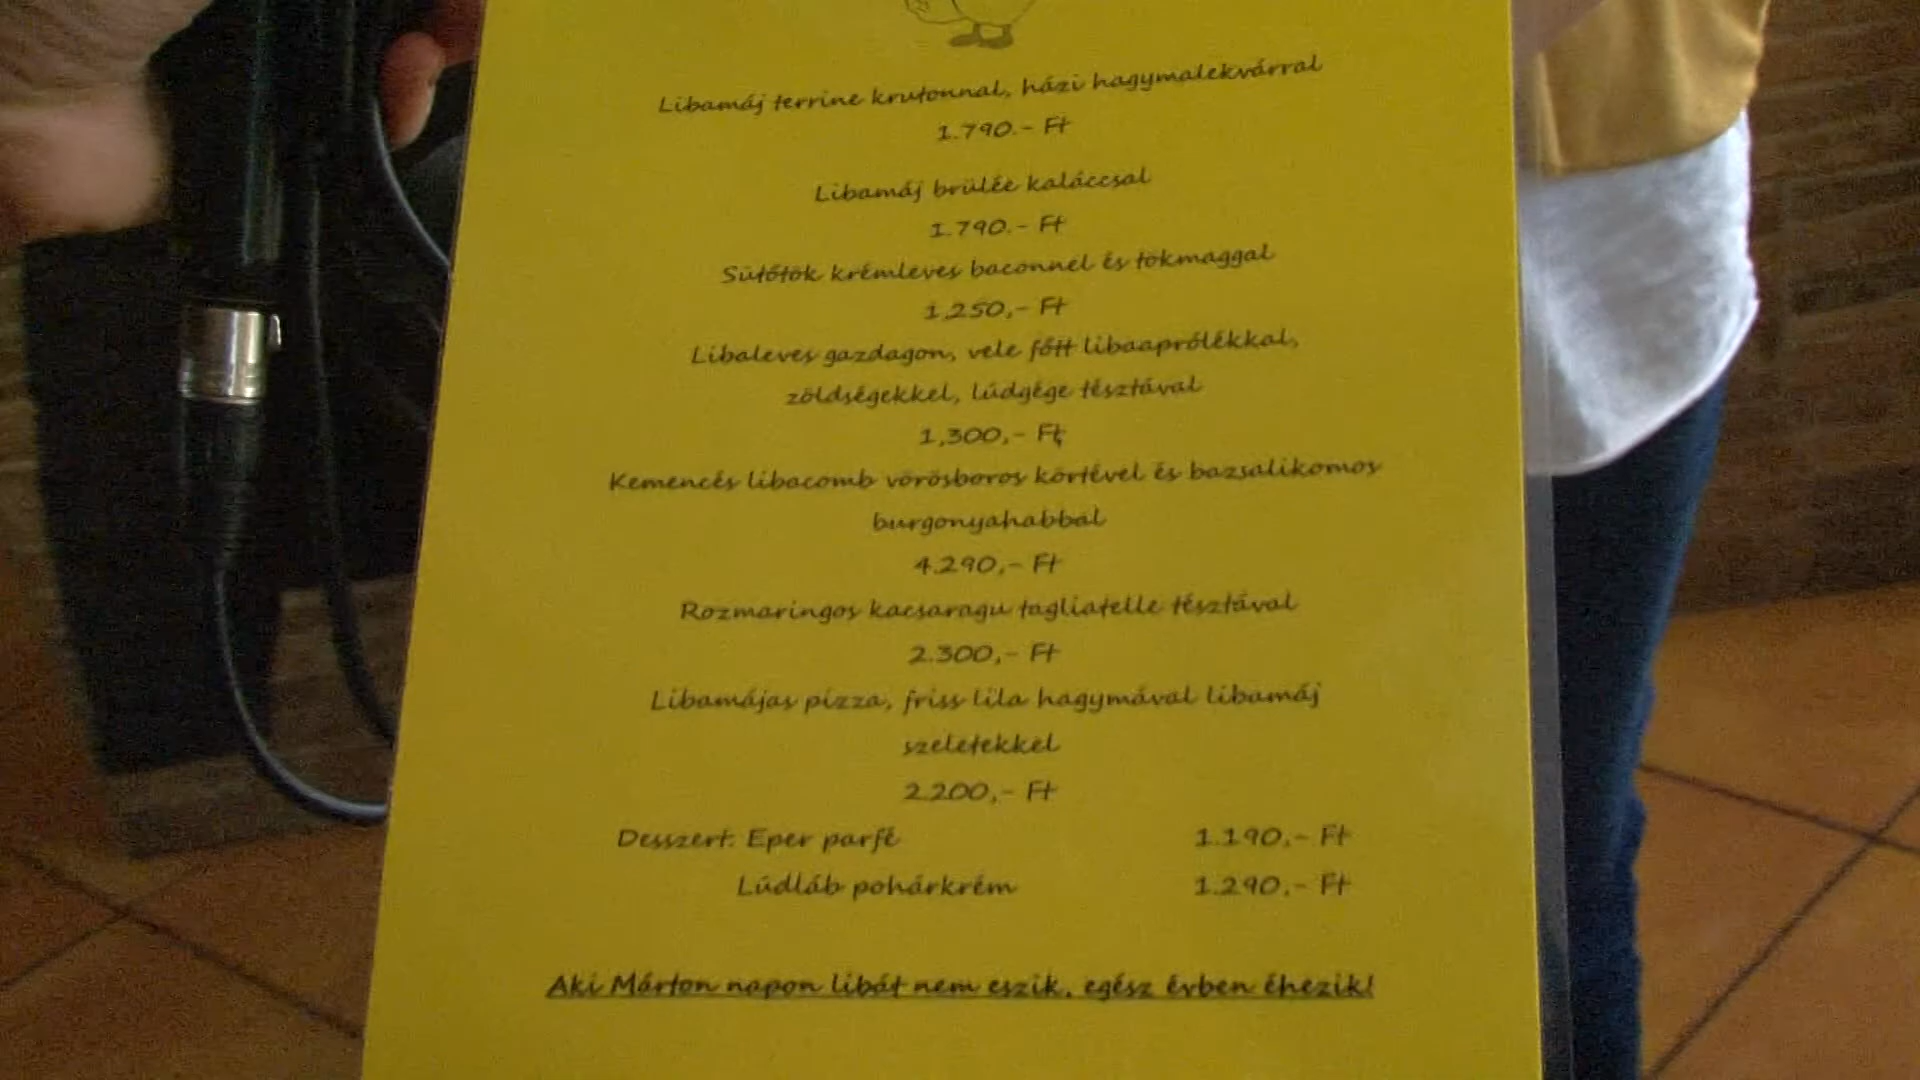 Libamáj terrine krutonnal, házi hagymalekvárral
1.790.- Ft
Libamáj brülée kaláccsal
1.790.- Ft
Sütőtök krémleves baconnel és tökmaggal
1.250,- Ft
Libaleves gazdagon, vele főtt libaaprólékkal,
zöldségekkel, lúdgége tésztával
1,300,- Ft
Kemencés libacomb vörösboros körtével és bazsalikomos
burgonyahabbal
4.290,- Ft
Rozmaringos kacsaragu tagliatelle tésztával
2.300,- Ft
Libamájas pizza, friss lila hagymával libamáj
szeletekkel
2.200,- Ft
Desszert: Eper parfé 1.190,- Ft
Lúdláb pohárkrém 1.290,- Ft
Aki Márton napon libát nem eszik, egész évben éhezik!